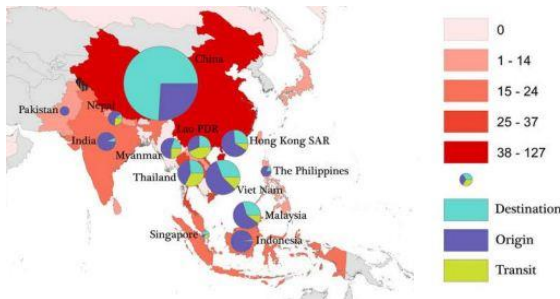 China
Pakistan
Nepal
India
Myanmar
Lao PDR
Hong Kong SAR
Thailand
The Philippines
Viet Nam
Malaysia
Singapore
Indonesia
0
1 - 14
15 - 24
25 - 37
38 - 127
Destination
Origin
Transit